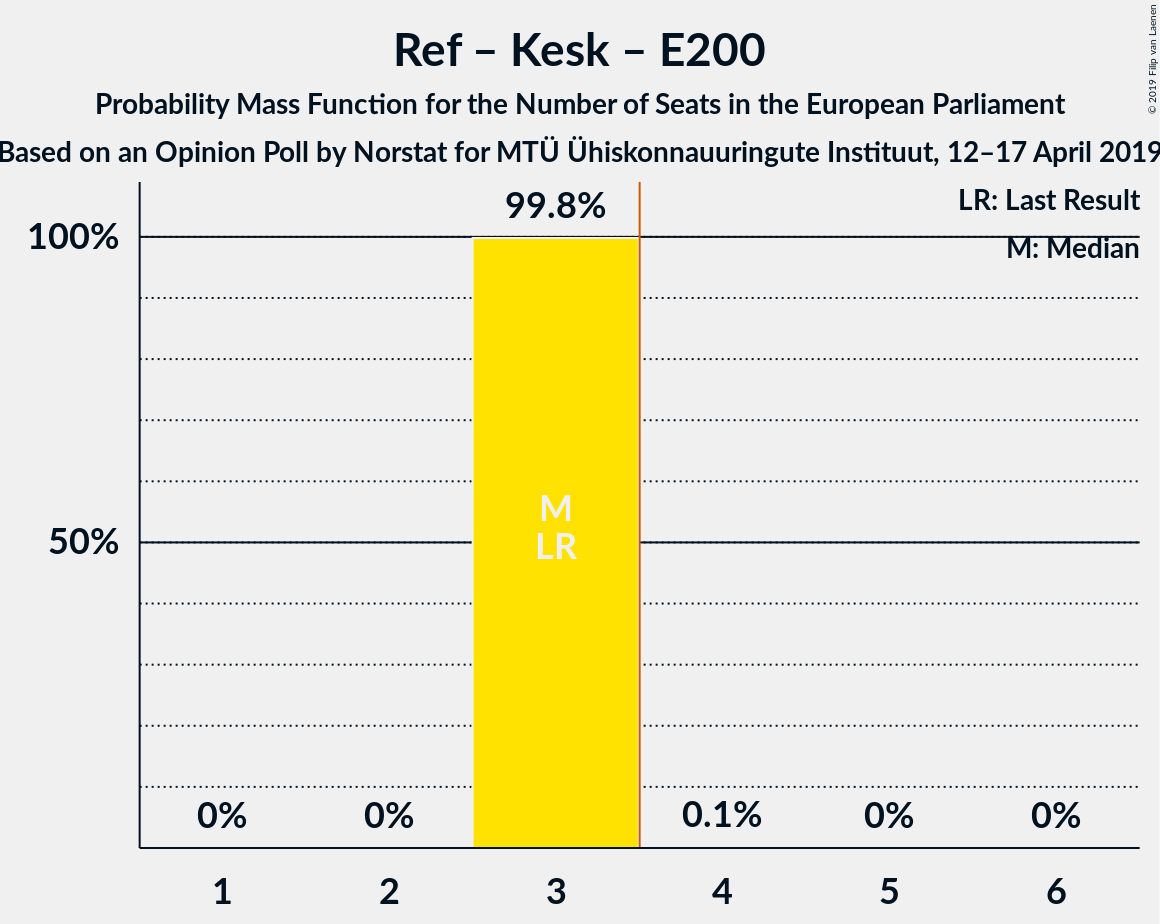 Ref – Kesk – E200
Probability Mass Function for the Number of Seats in the European Parliament
Based on an Opinion Poll by Norstat for MTÜ Ühiskonnauuringute Instituut, 12–17 April 2019
© 2019 Filip van Laenen
LR: Last Result
M: Median
99.8%
100%
50%
M
LR
0%
0%
0.1%
0%
0%
1
2
3
4
5
6